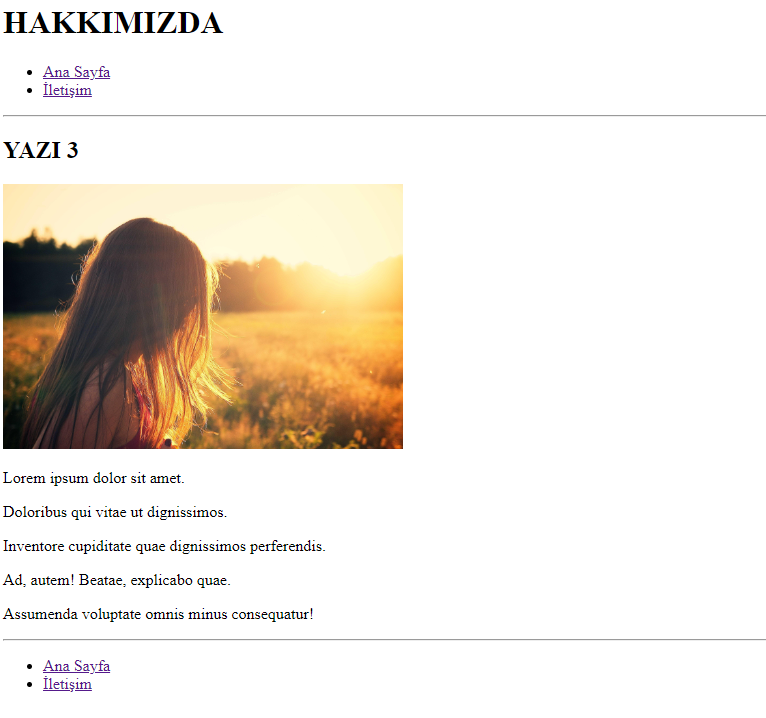 HAKKIMIZDA
Ana Sayfa
İletişim
YAZI 3
Lorem ipsum dolor sit amet.
Doloribus qui vitae ut dignissimos.
Inventore cupiditate quae dignissimos perferendis.
Ad, autem! Beatae, explicabo quae.
Assumenda voluptate omnis minus consequatur!
Ana Sayfa
İletişim